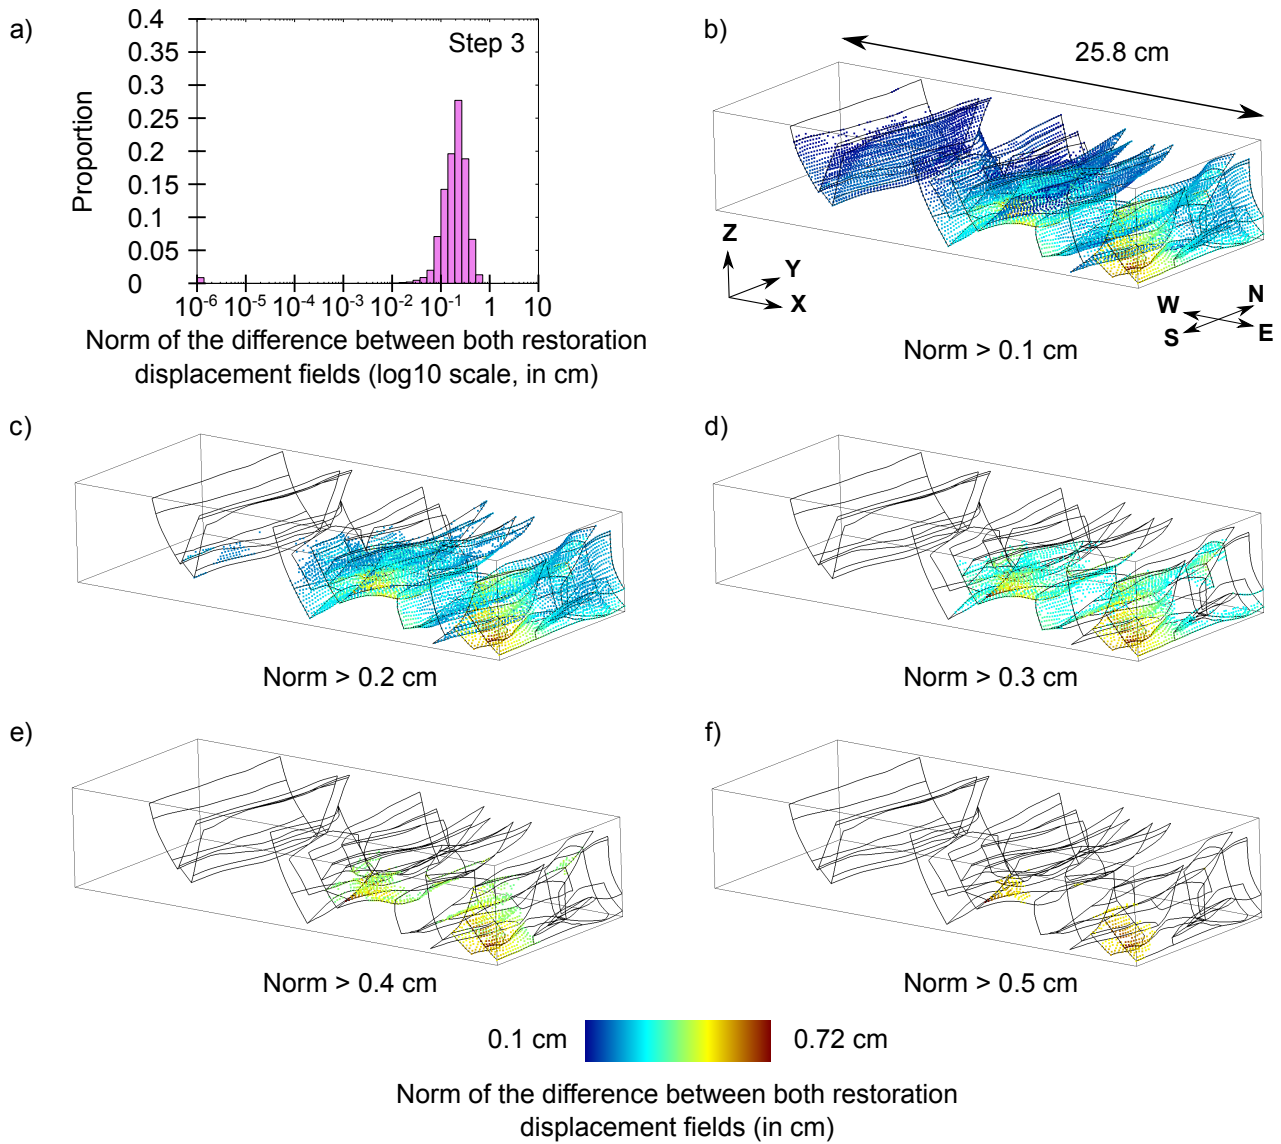 a)
0.4
0.35
0.3
0.25
0.2
0.15
0.1
0.05
0
Proportion
Step 3
10-6 10-5 10-4 10-3 10-2 10-1 1 10
Norm of the difference between both restoration
displacement fields (log10 scale, in cm)
b)
25.8 cm
Z
Y
X
W N
S E
Norm > 0.1 cm
c)
Norm > 0.2 cm
d)
Norm > 0.3 cm
e)
Norm > 0.4 cm
f)
Norm > 0.5 cm
0.1 cm 0.72 cm
Norm of the difference between both restoration
displacement fields (in cm)